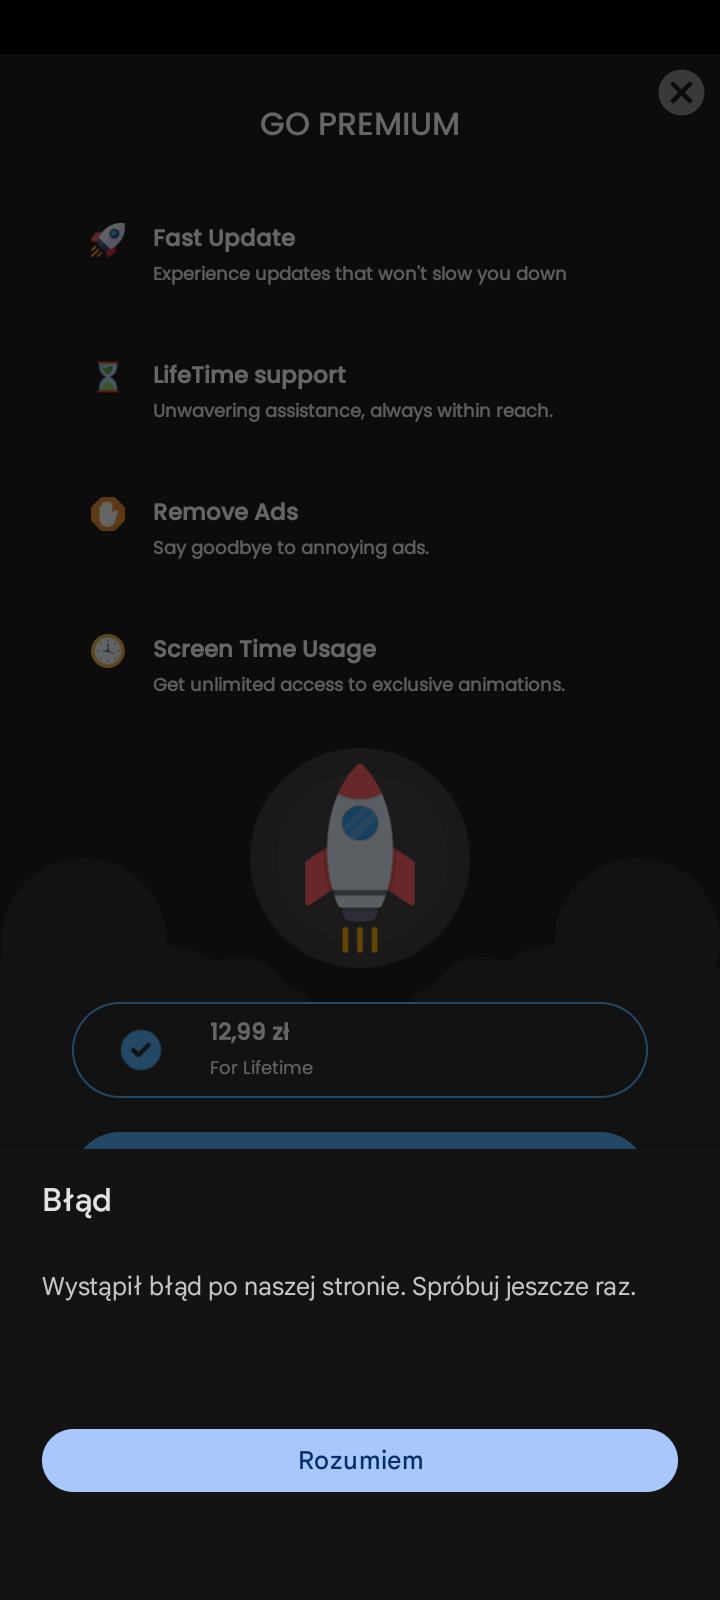 GO PREMIUM
Fast Update
Experience updates that won't slow you down
LifeTime support
Unwavering assistance, always within reach.
Remove Ads
Say goodbye to annoying ads.
Screen Time Usage
Get unlimited access to exclusive animations.
12,99 zł
For Lifetime
Błąd
Wystąpił błąd po naszej stronie. Spróbuj jeszcze raz.
Rozumiem